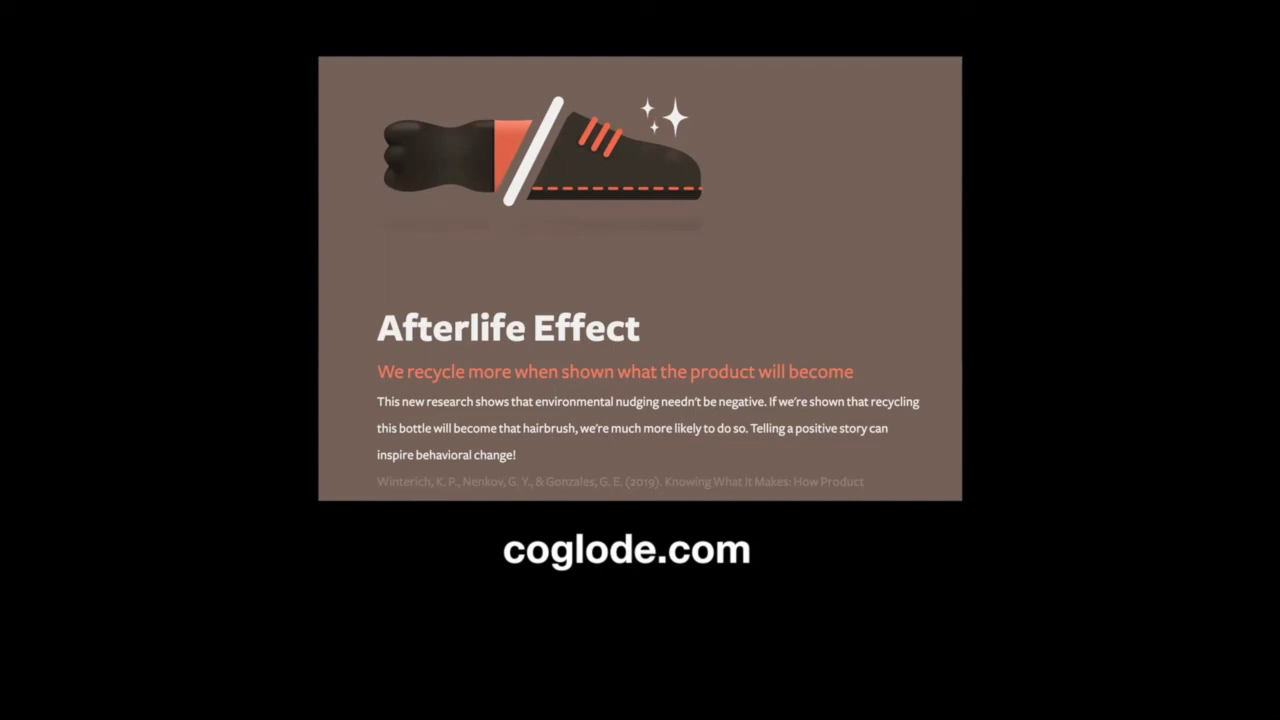 Afterlife Effect
We recycle more when shown what the product will become
This new research shows that environmental nudging needn't be negative. If we're shown that recycling
this bottle will become that hairbrush, we're much more likely to do so. Telling a positive story can
inspire behavioral change!
Winterich, K. P., Nenkov, G. Y., & Gonzales, G. E. (2019). Knowing What It Makes: How Product
coglode.com